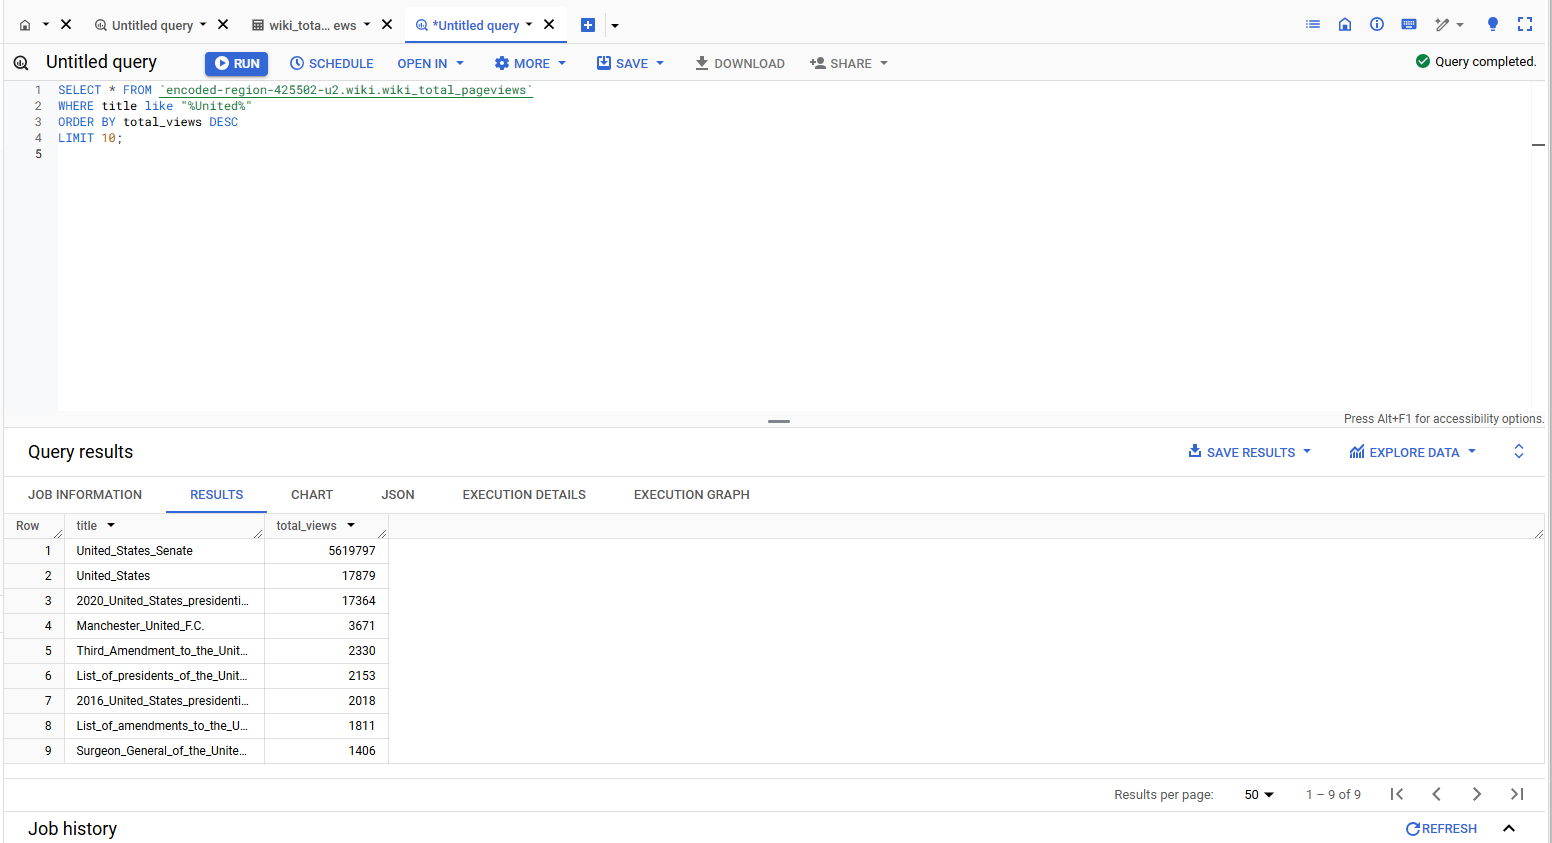 Untitled query
wiki_tota... ews
*Untitled query
Untitled query
RUN
SCHEDULE
OPEN IN
MORE
SAVE
DOWNLOAD
SHARE
Query completed.
1 SELECT * FROM `encoded-region-425502-u2.wiki.wiki_total_pageviews`
2 WHERE title like "%United%"
3 ORDER BY total_views DESC
4 LIMIT 10;
5
Press Alt+F1 for accessibility options.
Query results
SAVE RESULTS
EXPLORE DATA
JOB INFORMATION
RESULTS
CHART
JSON
EXECUTION DETAILS
EXECUTION GRAPH
Row title total_views
1 United_States_Senate 5619797
2 United_States 17879
3 2020_United_States_presidenti... 17364
4 Manchester_United_F.C. 3671
5 Third_Amendment_to_the_Unit... 2330
6 List_of_presidents_of_the_Unit... 2153
7 2016_United_States_presidenti... 2018
8 List_of_amendments_to_the_U... 1811
9 Surgeon_General_of_the_Unite... 1406
Results per page: 50 1 – 9 of 9
Job history
REFRESH